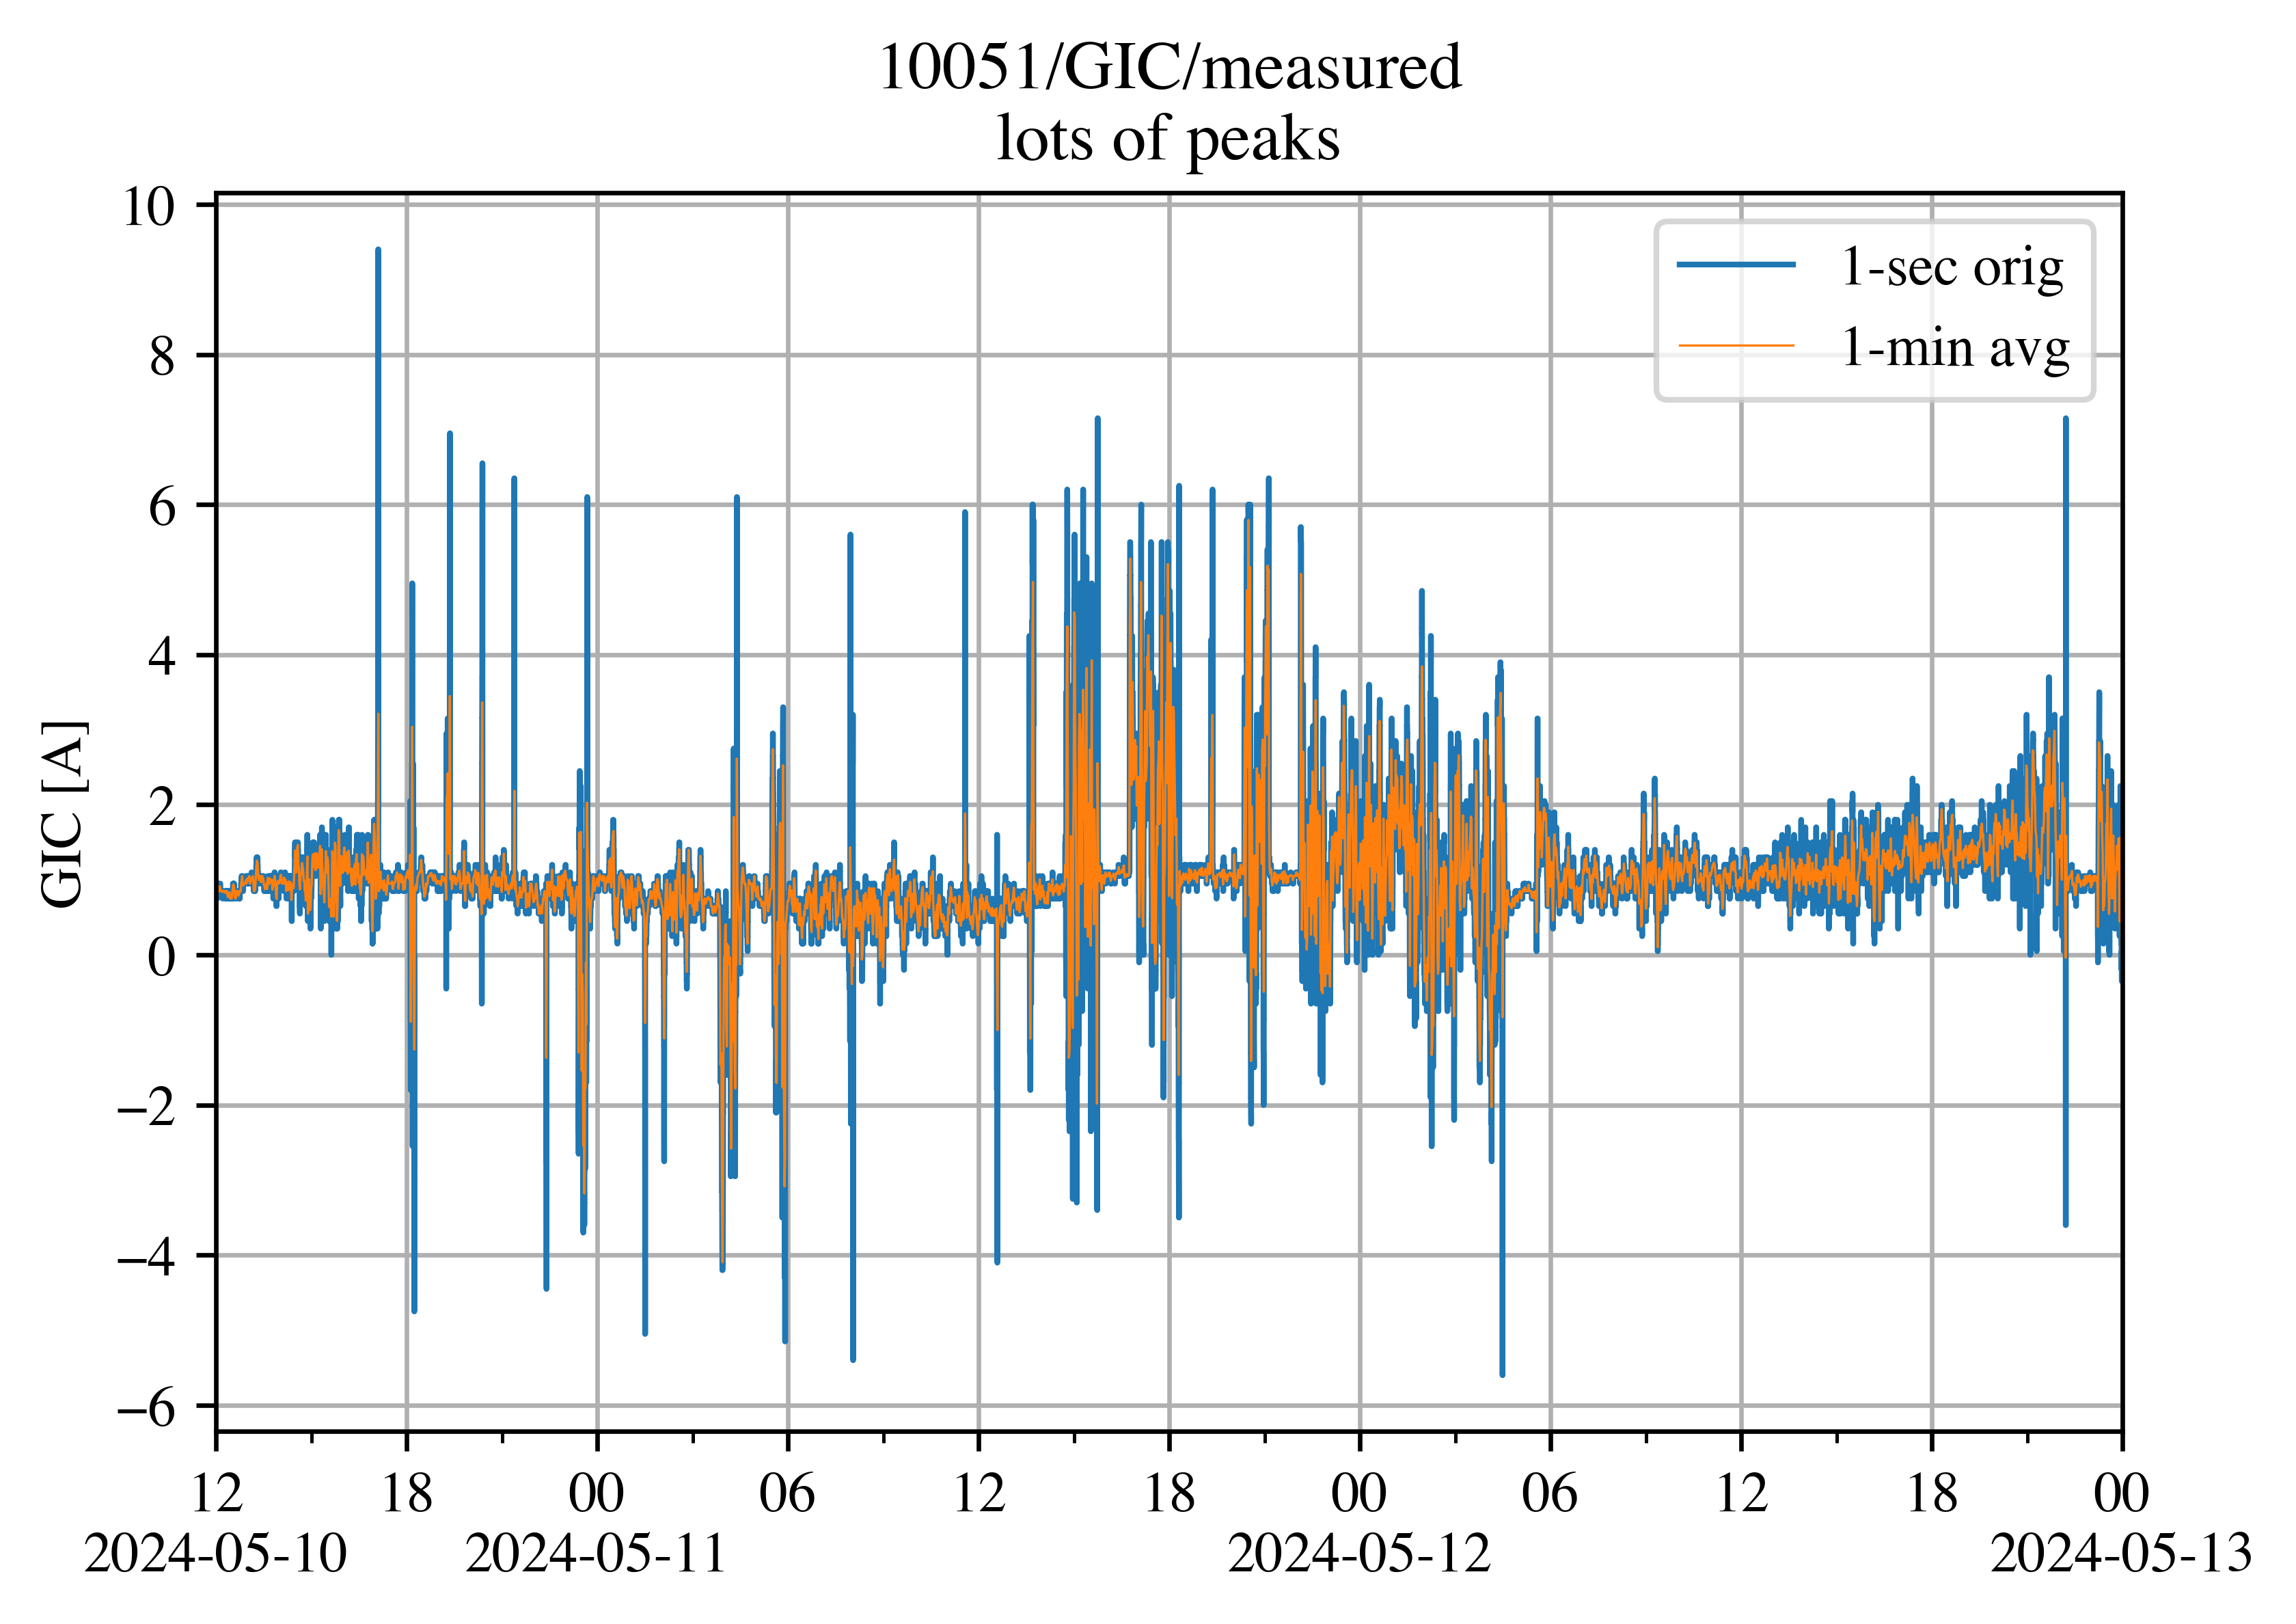 10051/GIC/measured
lots of peaks
1-sec orig
1-min avg
GIC [A]
10
8
6
4
2
0
−2
−4
−6
12 18 00 06 12 18 00 06 12 18 00
2024-05-10 2024-05-11 2024-05-12 2024-05-13